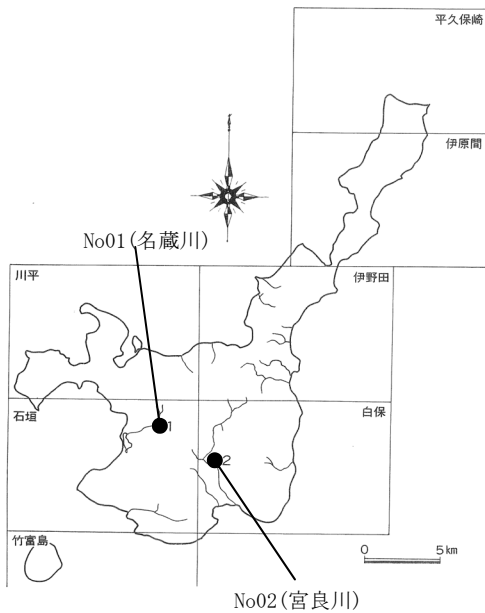 平久保崎
伊原間
No01(名蔵川)
川平
伊野田
石垣
1
白保
2
竹富島
0 5km
No02(宮良川)